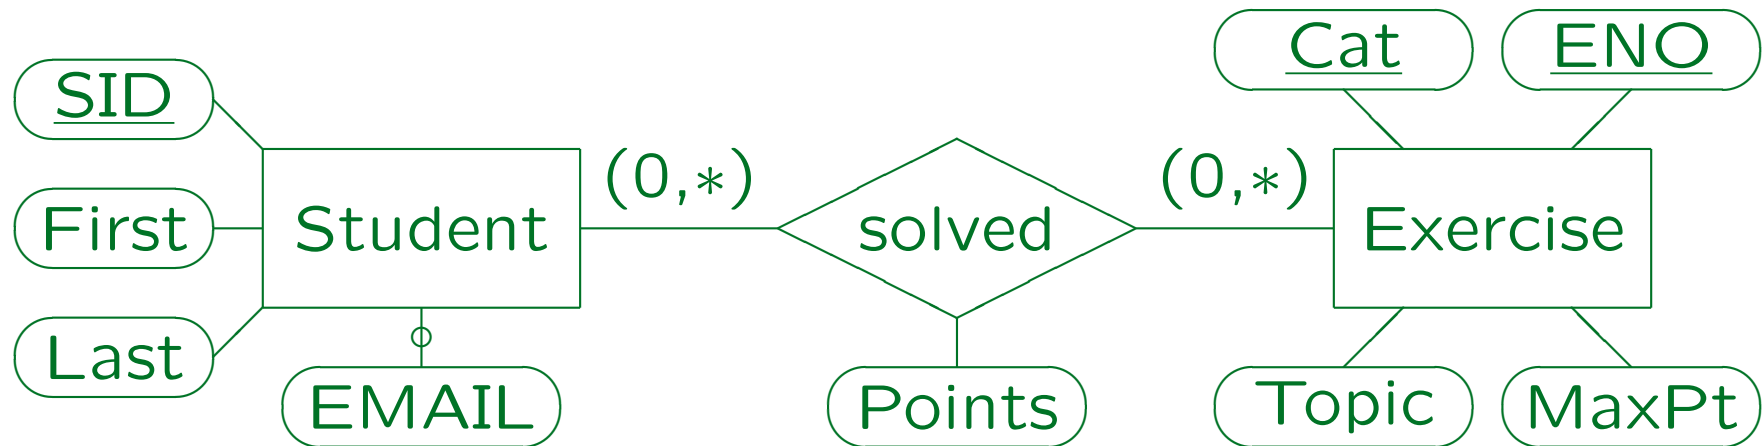 Cat ENO
SID
(0,*) (0,*)
First Student solved Exercise
Last
EMAIL Points Topic MaxPt